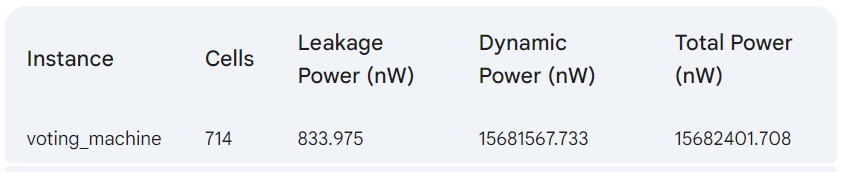 Instance Cells Leakage Power (nW) Dynamic Power (nW) Total Power (nW)
voting_machine 714 833.975 15681567.733 15682401.708